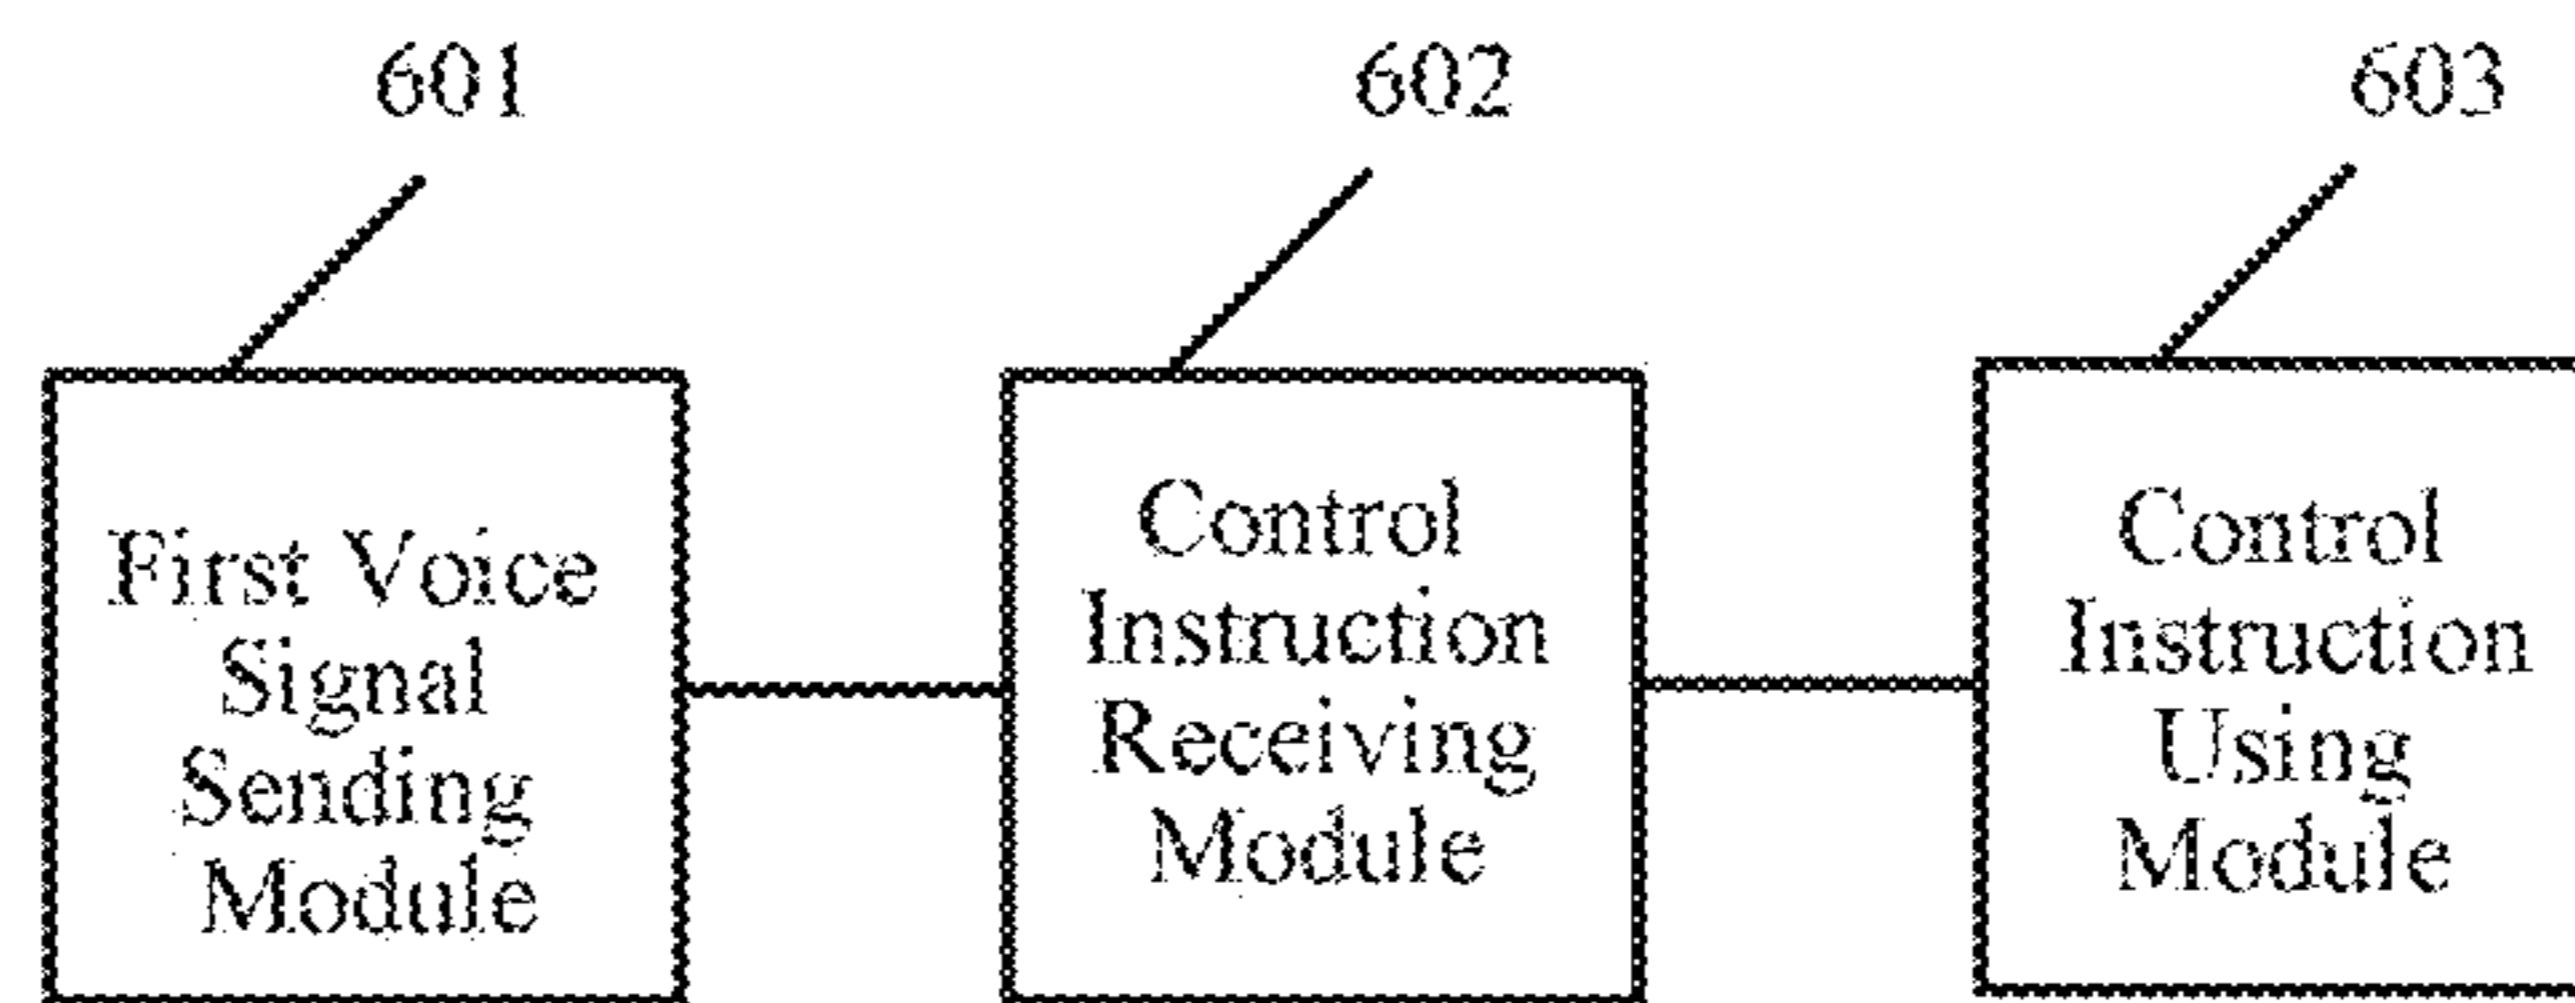 601
602
603
First Voice
Signal
Sending
Module
Control
Instruction
Receiving
Module
Control
Instruction
Using
Module